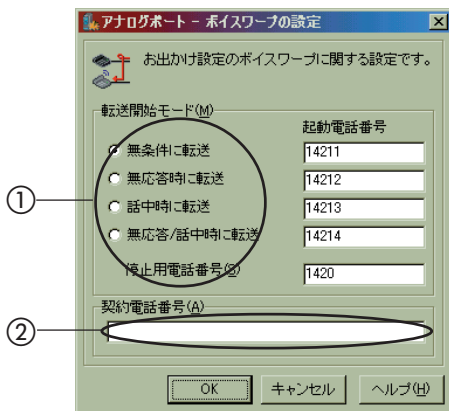 アナログポート - ボイスワープの設定
お出かけ設定のボイスワープに関する設定です。
転送開始モード(M)
起動電話番号
無条件に転送 14211
無応答時に転送 14212
① 話中時に転送 14213
無応答/話中時に転送 14214
停止用電話番号(S) 1420
契約電話番号(A)
②
OK キャンセル ヘルプ(H)